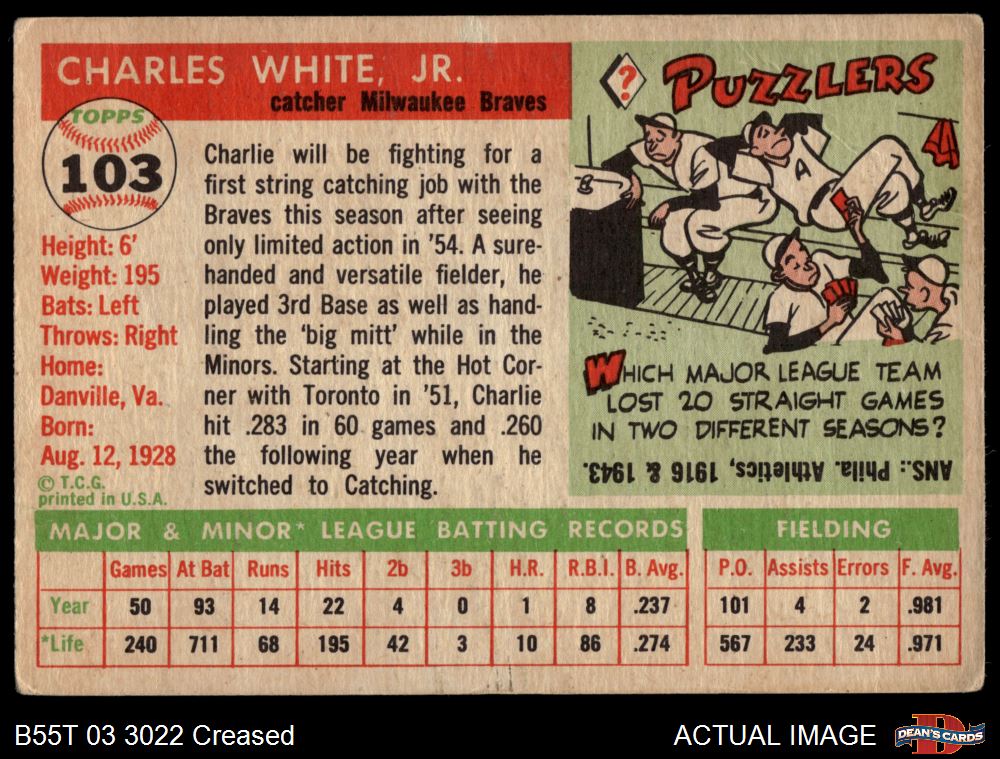 CHARLES WHITE, JR.
catcher Milwaukee Braves
TOPPS
103
Height: 6'
Weight: 195
Bats: Left
Throws: Right
Home:
Danville, Va.
Born:
Aug. 12, 1928
© T.C.G.
printed in U.S.A.
Charlie will be fighting for a
first string catching job with the
Braves this season after seeing
only limited action in '54. A sure-
handed and versatile fielder, he
played 3rd Base as well as hand-
ling the 'big mitt' while in the
Minors. Starting at the Hot Cor-
ner with Toronto in '51, Charlie
hit .283 in 60 games and .260
the following year when he
switched to Catching.
? PUZZLERS
A
WHICH MAJOR LEAGUE TEAM
LOST 20 STRAIGHT GAMES
IN TWO DIFFERENT SEASONS?
ANS.: Phila. Athletics, 1916 & 1943.
MAJOR & MINOR* LEAGUE BATTING RECORDS
Games At Bat Runs Hits 2b 3b H.R. R.B.I. B. Avg.
Year 50 93 14 22 4 0 1 8 .237
*Life 240 711 68 195 42 3 10 86 .274
FIELDING
P.O. Assists Errors F. Avg.
101 4 2 .981
567 233 24 .971
B55T 03 3022 Creased
ACTUAL IMAGE
D
DEAN'S CARDS